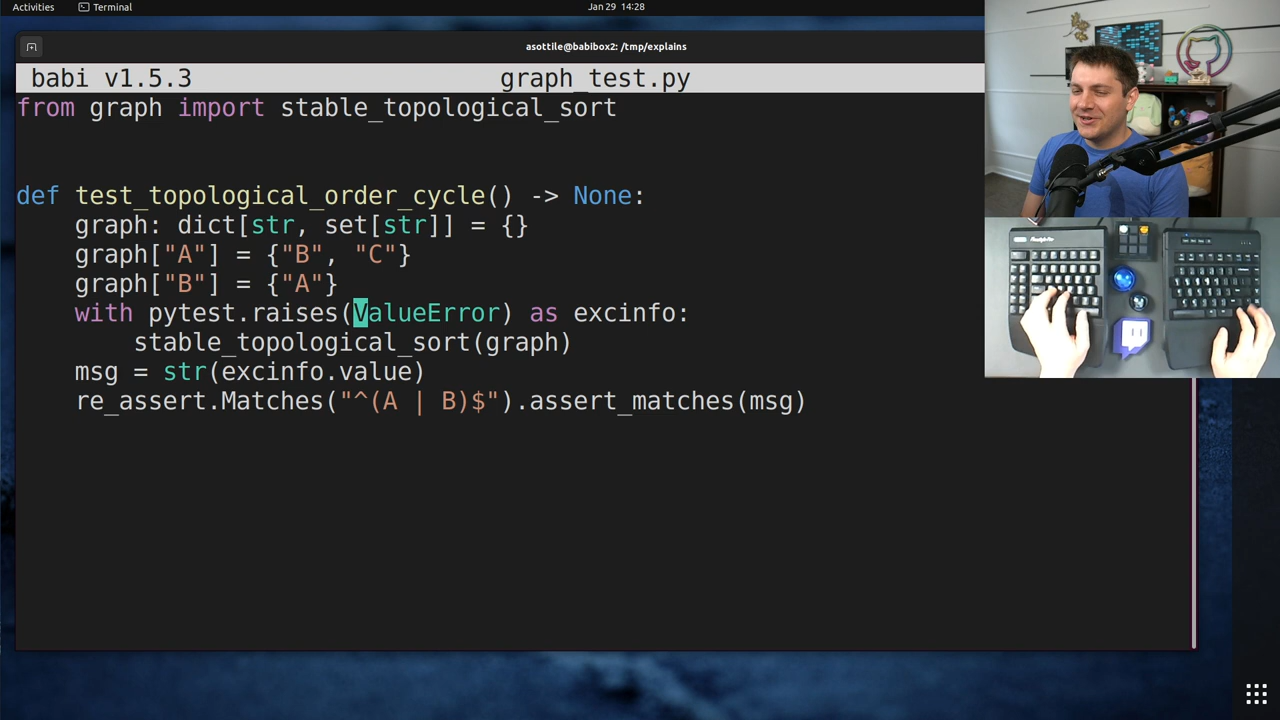 Activities
Terminal
Jan 29 14:28
asottile@babibox2: /tmp/explains
babi v1.5.3
graph_test.py
from graph import stable_topological_sort
def test_topological_order_cycle() -> None:
graph: dict[str, set[str]] = {}
graph["A"] = {"B", "C"}
graph["B"] = {"A"}
with pytest.raises(ValueError) as excinfo:
stable_topological_sort(graph)
msg = str(excinfo.value)
re_assert.Matches("^(A | B)$").assert_matches(msg)